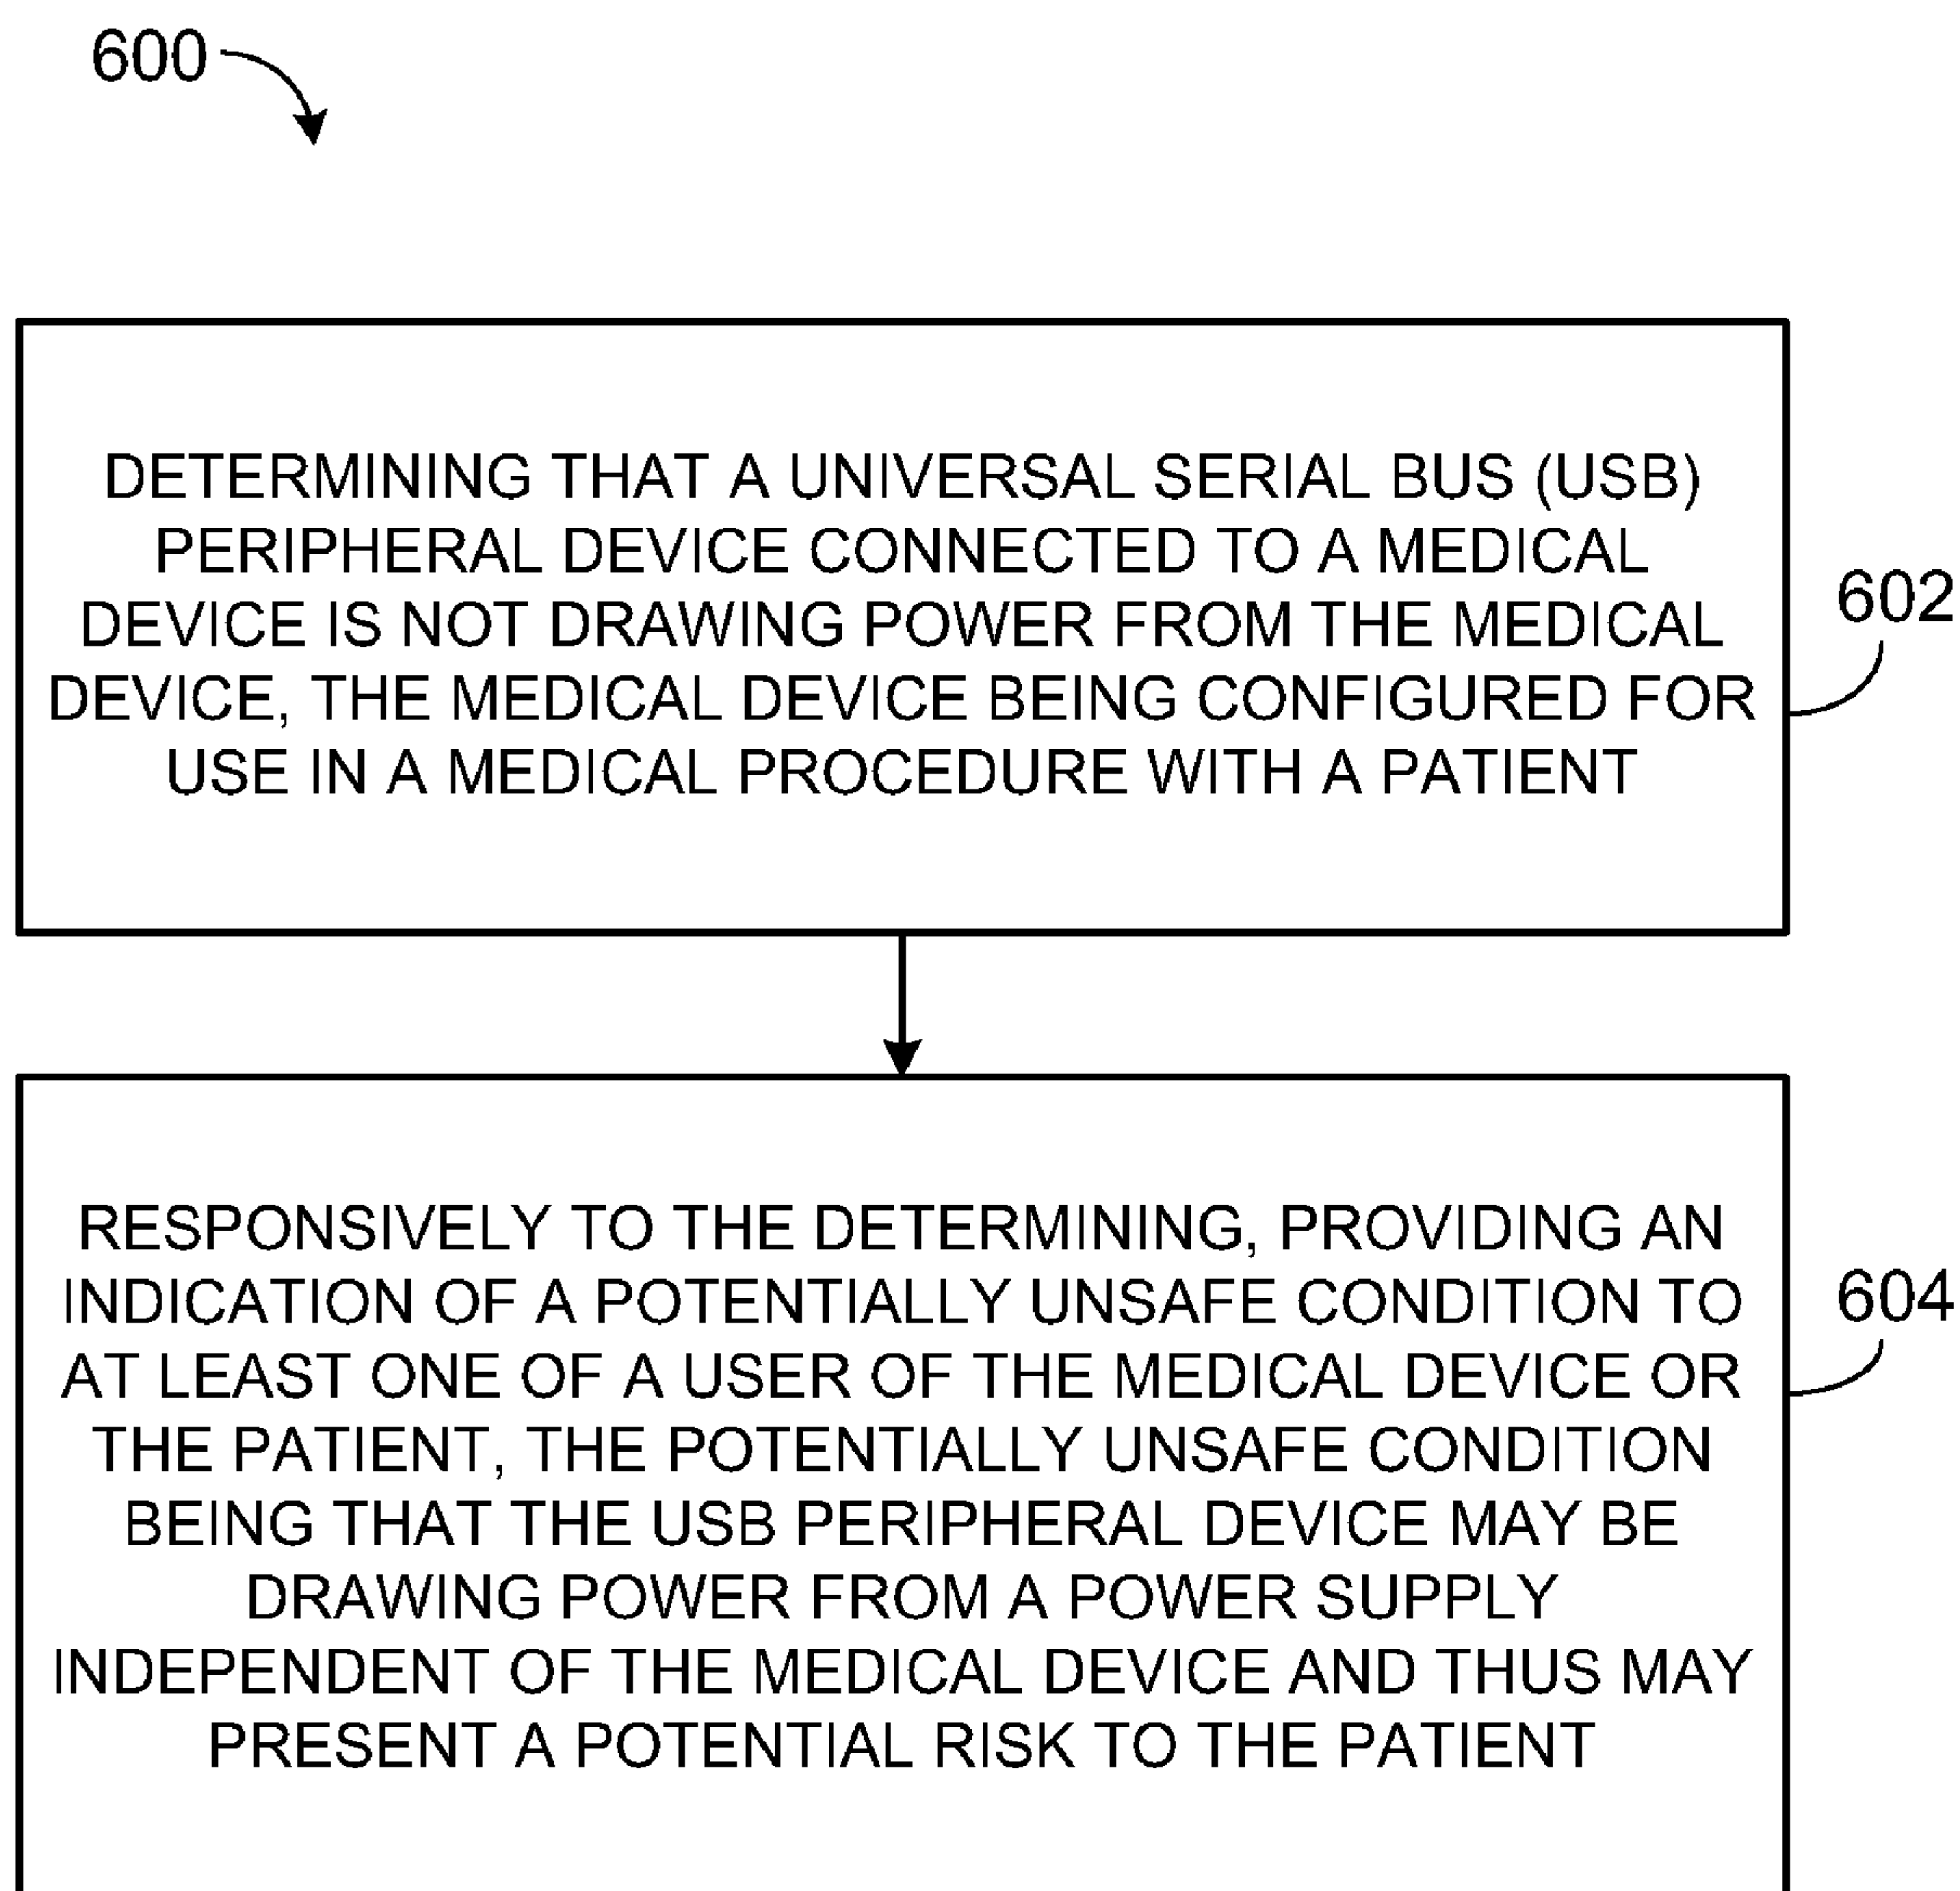 600
DETERMINING THAT A UNIVERSAL SERIAL BUS (USB)
PERIPHERAL DEVICE CONNECTED TO A MEDICAL
DEVICE IS NOT DRAWING POWER FROM THE MEDICAL
DEVICE, THE MEDICAL DEVICE BEING CONFIGURED FOR
USE IN A MEDICAL PROCEDURE WITH A PATIENT
602
RESPONSIVELY TO THE DETERMINING, PROVIDING AN
INDICATION OF A POTENTIALLY UNSAFE CONDITION TO
AT LEAST ONE OF A USER OF THE MEDICAL DEVICE OR
THE PATIENT, THE POTENTIALLY UNSAFE CONDITION
BEING THAT THE USB PERIPHERAL DEVICE MAY BE
DRAWING POWER FROM A POWER SUPPLY
INDEPENDENT OF THE MEDICAL DEVICE AND THUS MAY
PRESENT A POTENTIAL RISK TO THE PATIENT
604